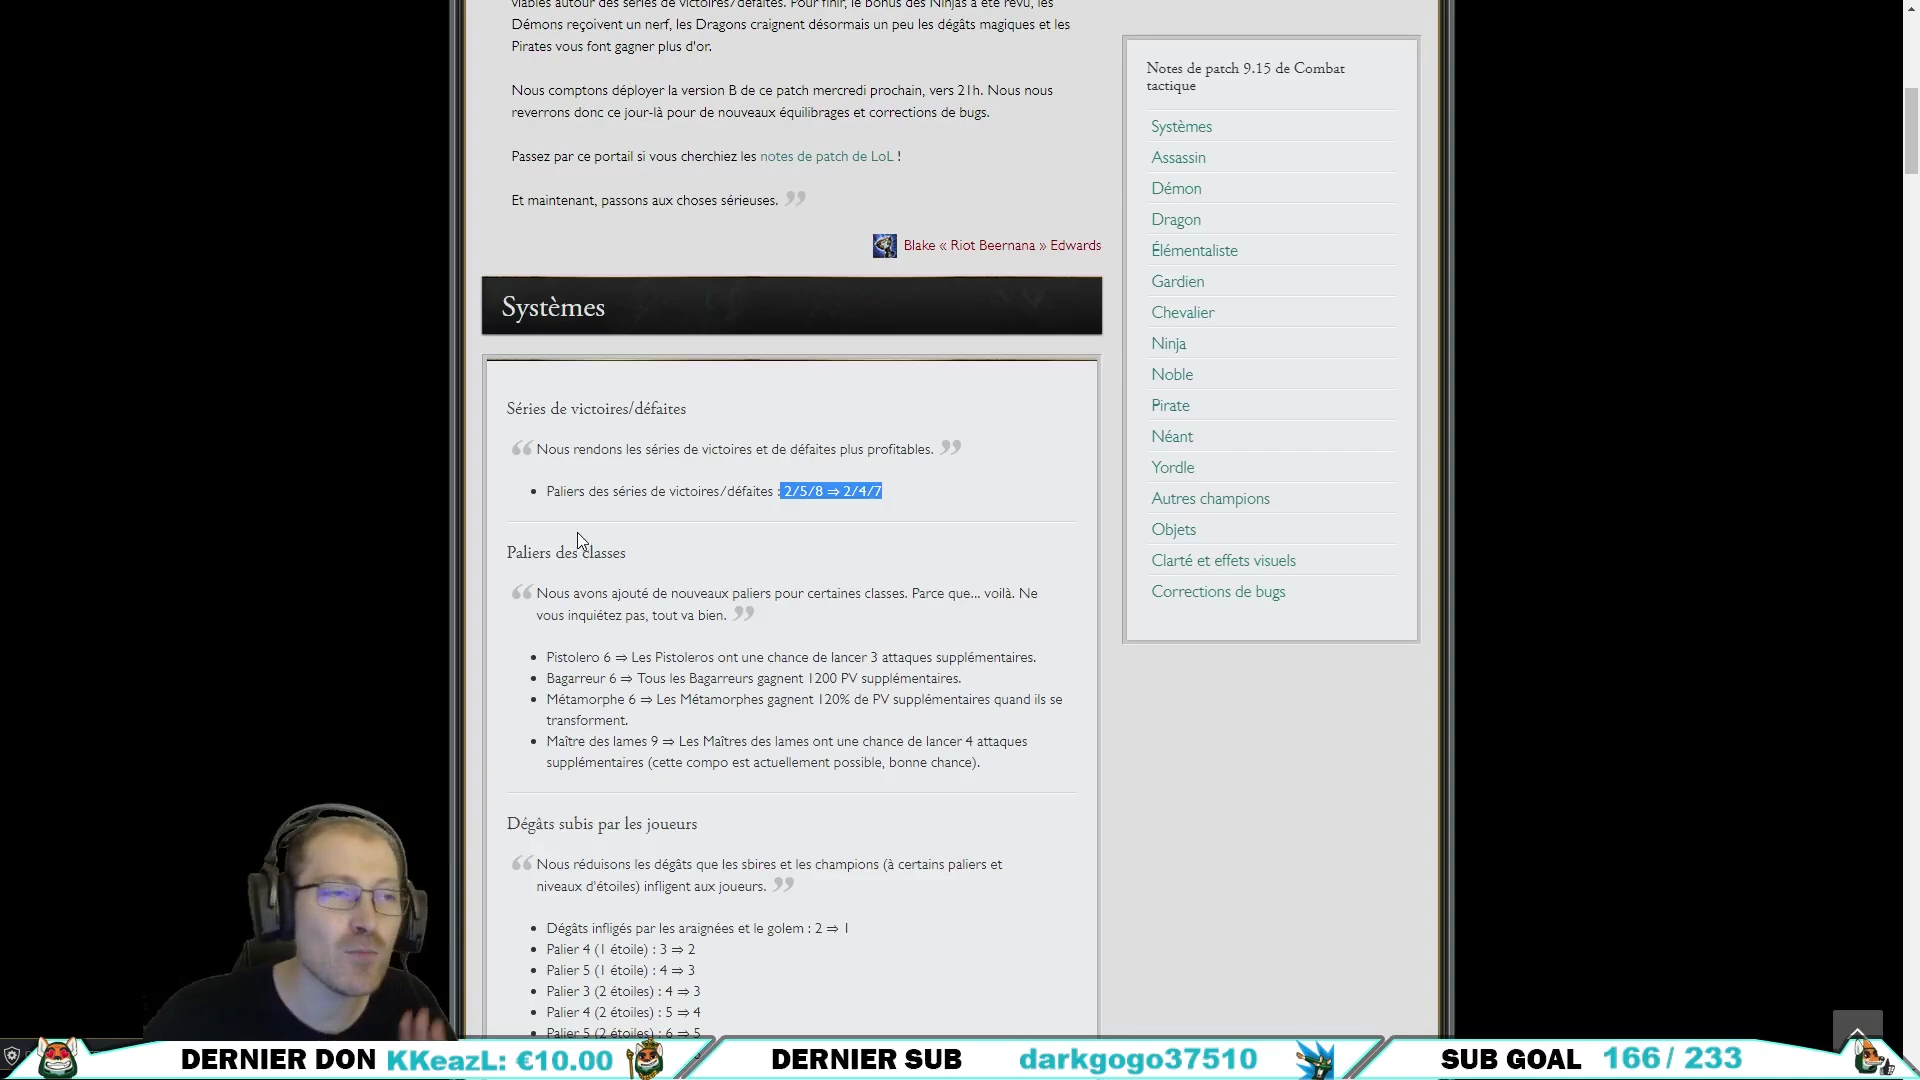 viables autour des séries de victoires/défaites. Pour finir, le bonus des Ninjas a été revu, les
Démons reçoivent un nerf, les Dragons craignent désormais un peu les dégâts magiques et les
Pirates vous font gagner plus d'or.
Nous comptons déployer la version B de ce patch mercredi prochain, vers 21h. Nous nous
reverrons donc ce jour-là pour de nouveaux équilibrages et corrections de bugs.
Passez par ce portail si vous cherchiez les notes de patch de LoL !
Et maintenant, passons aux choses sérieuses. ”
Blake « Riot Beernana » Edwards
Systèmes
Séries de victoires/défaites
“ Nous rendons les séries de victoires et de défaites plus profitables. ”
• Paliers des séries de victoires/défaites : 2/5/8 ⇒ 2/4/7
Paliers des classes
“ Nous avons ajouté de nouveaux paliers pour certaines classes. Parce que... voilà. Ne
vous inquiétez pas, tout va bien. ”
• Pistolero 6 ⇒ Les Pistoleros ont une chance de lancer 3 attaques supplémentaires.
• Bagarreur 6 ⇒ Tous les Bagarreurs gagnent 1200 PV supplémentaires.
• Métamorphe 6 ⇒ Les Métamorphes gagnent 120% de PV supplémentaires quand ils se
transforment.
• Maître des lames 9 ⇒ Les Maîtres des lames ont une chance de lancer 4 attaques
supplémentaires (cette compo est actuellement possible, bonne chance).
Dégâts subis par les joueurs
“ Nous réduisons les dégâts que les sbires et les champions (à certains paliers et
niveaux d'étoiles) infligent aux joueurs. ”
• Dégâts infligés par les araignées et le golem : 2 ⇒ 1
• Palier 4 (1 étoile) : 3 ⇒ 2
• Palier 5 (1 étoile) : 4 ⇒ 3
• Palier 3 (2 étoiles) : 4 ⇒ 3
• Palier 4 (2 étoiles) : 5 ⇒ 4
• Palier 5 (2 étoiles) : 6 ⇒ 5
Notes de patch 9.15 de Combat
tactique
Systèmes
Assassin
Démon
Dragon
Élémentaliste
Gardien
Chevalier
Ninja
Noble
Pirate
Néant
Yordle
Autres champions
Objets
Clarté et effets visuels
Corrections de bugs
DERNIER DON KKeazL: €10.00
DERNIER SUB darkgogo37510
SUB GOAL 166 / 233